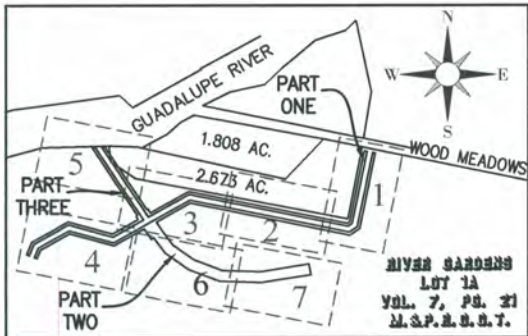 N
W
E
S
GUADALUPE RIVER
PART
ONE
WOOD MEADOWS
1.808 AC.
2.673 AC.
PART
THREE
5
1
3
2
4
6
7
PART
TWO
RIVER GARDENS
LOT 1A
VOL. 7, PG. 21
M.&P.R.G.C.T.